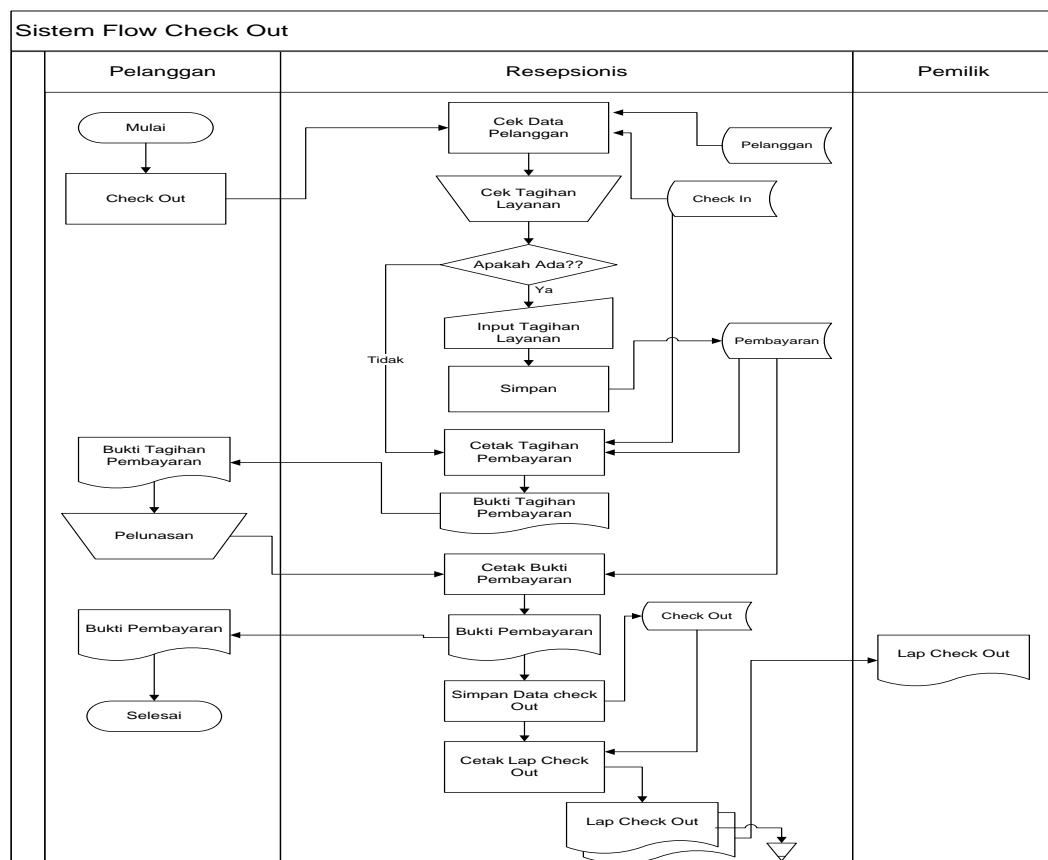 Sistem Flow Check Out
Pelanggan
Resepsionis
Pemilik
Mulai
Cek Data
Pelanggan
Pelanggan
Check Out
Cek Tagihan
Layanan
Check In
Apakah Ada??
Ya
Input Tagihan
Layanan
Pembayaran
Tidak
Simpan
Bukti Tagihan
Pembayaran
Cetak Tagihan
Pembayaran
Bukti Tagihan
Pembayaran
Pelunasan
Cetak Bukti
Pembayaran
Check Out
Bukti Pembayaran
Bukti Pembayaran
Lap Check Out
Simpan Data check
Out
Selesai
Cetak Lap Check
Out
Lap Check Out